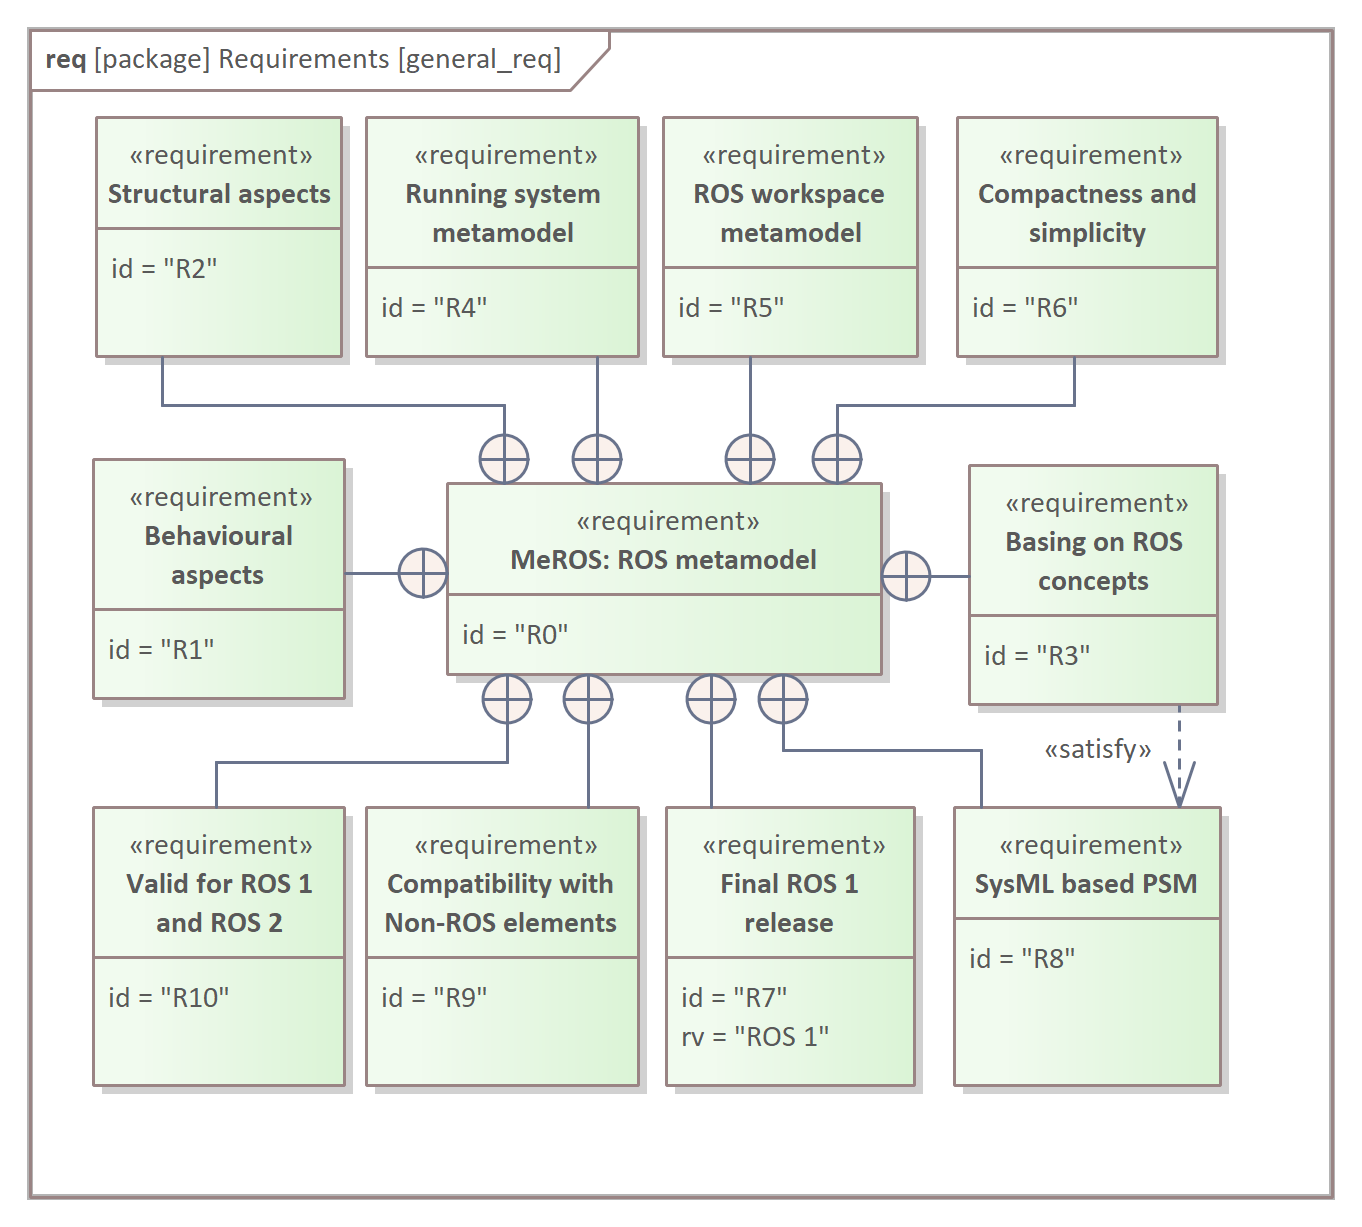 req [package] Requirements [general_req]
«requirement»
Structural aspects
id = "R2"
«requirement»
Running system
metamodel
id = "R4"
«requirement»
ROS workspace
metamodel
id = "R5"
«requirement»
Compactness and
simplicity
id = "R6"
«requirement»
Behavioural
aspects
id = "R1"
«requirement»
MeROS: ROS metamodel
id = "R0"
«requirement»
Basing on ROS
concepts
id = "R3"
«satisfy»
«requirement»
Valid for ROS 1
and ROS 2
id = "R10"
«requirement»
Compatibility with
Non-ROS elements
id = "R9"
«requirement»
Final ROS 1
release
id = "R7"
rv = "ROS 1"
«requirement»
SysML based PSM
id = "R8"